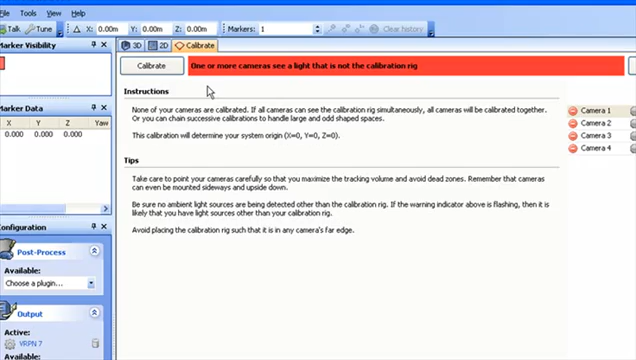 File Tools View Help
Talk Tune X: 0.00m Y: 0.00m Z: 0.00m Markers: 1 Clear history
Marker Visibility
3D 2D Calibrate
Calibrate One or more cameras see a light that is not the calibration rig
Instructions
None of your cameras are calibrated. If all cameras can see the calibration rig simultaneously, all cameras will be calibrated together.
Or you can chain successive calibrations to handle large and odd shaped spaces.
This calibration will determine your system origin (X=0, Y=0, Z=0).
Tips
Take care to point your cameras carefully so that you maximize the tracking volume and avoid dead zones. Remember that cameras
can even be mounted sideways and upside down.
Be sure no ambient light sources are being detected other than the calibration rig. If the warning indicator above is flashing, then it is
likely that you have light sources other than your calibration rig.
Avoid placing the calibration rig such that it is in any camera's far edge.
Camera 1
Camera 2
Camera 3
Camera 4
Marker Data
X Y Z Yaw
0.000 0.000 0.000
Configuration
Post-Process
Available:
Choose a plugin...
Output
Active:
VRPN 7
Available: